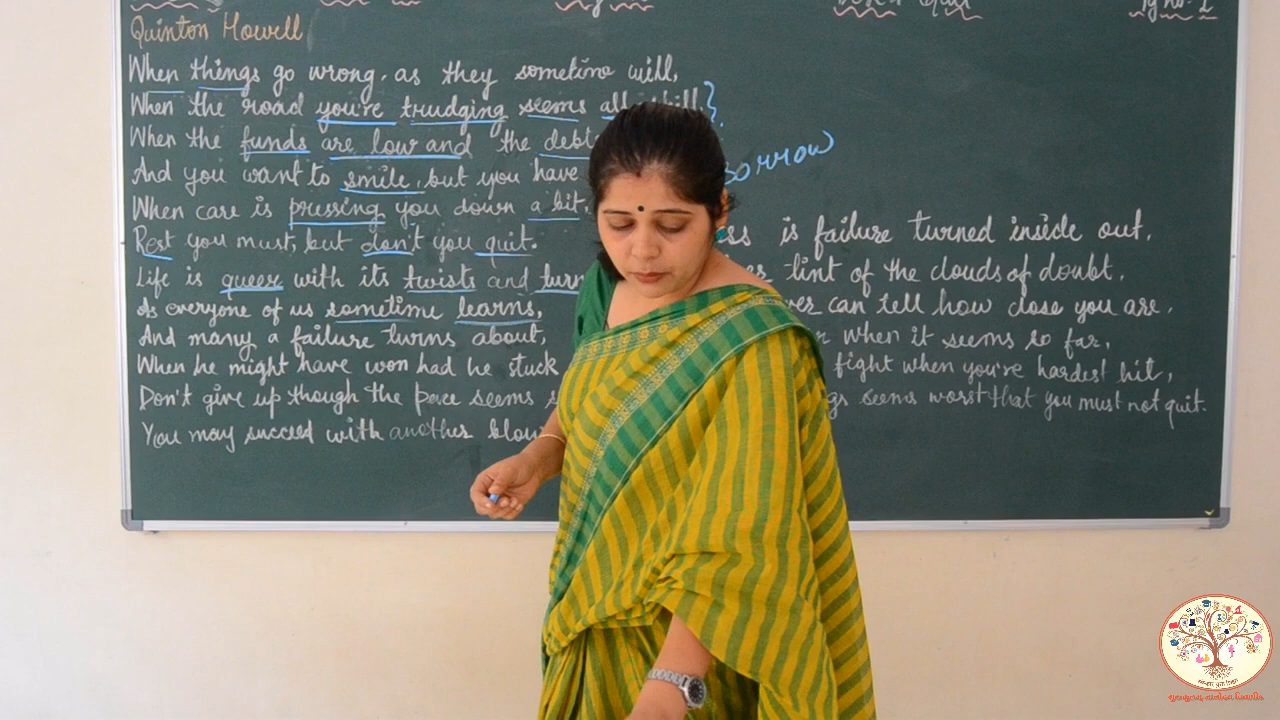 Quinton Howell
When things go wrong, as they sometime will,
When the road you're trudging seems all
When the funds are low and the debt
And you want to smile, but you have
When care is pressing you down a bit.
Rest you must, but don't you quit.
Life is queer with its twists and turn
As everyone of us sometime learns,
And many a failure turns about,
When he might have won had he stuck
Don't give up though the pace seems
You may succeed with another blow
sorrow
is failure turned inside out,
tint of the clouds of doubt,
can tell how close you are,
when it seems so far,
fight when you're hardest hit,
seems worst that you must not quit.